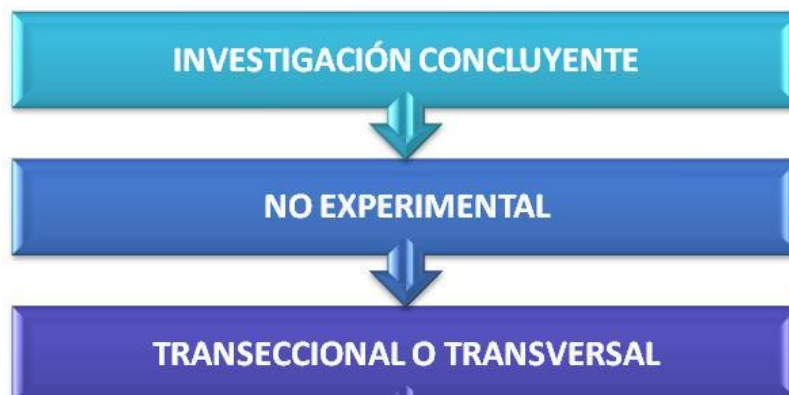 INVESTIGACIÓN CONCLUYENTE
NO EXPERIMENTAL
TRANSECCIONAL O TRANSVERSAL